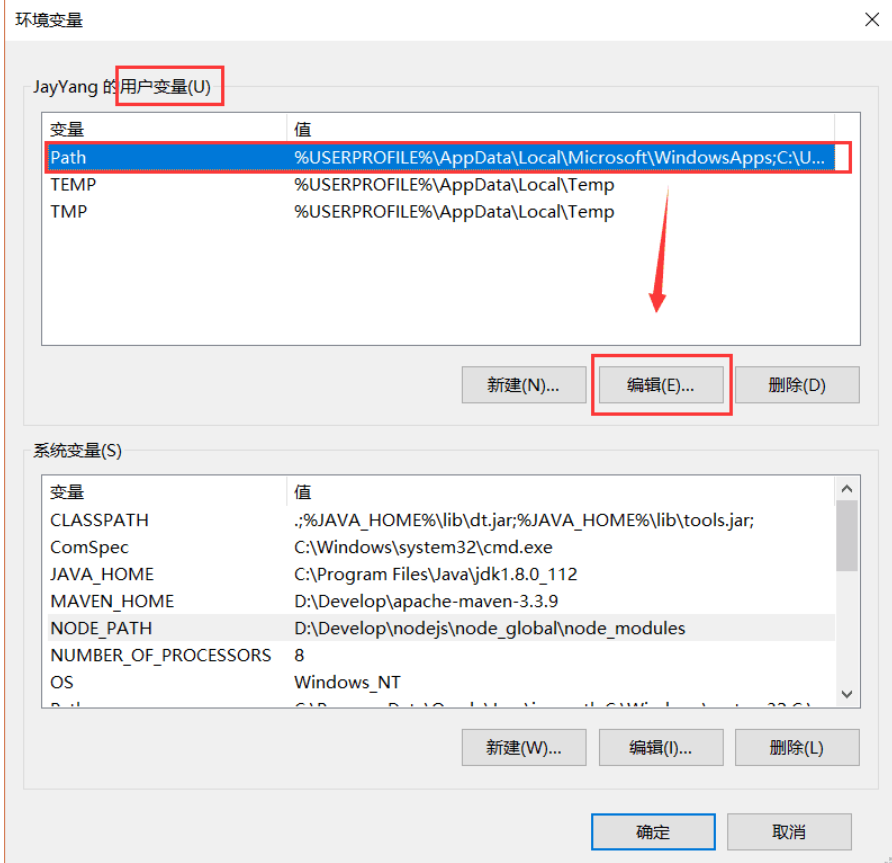 环境变量
JayYang 的用户变量(U)
变量 值
Path %USERPROFILE%\AppData\Local\Microsoft\WindowsApps;C:\U...
TEMP %USERPROFILE%\AppData\Local\Temp
TMP %USERPROFILE%\AppData\Local\Temp
新建(N)... 编辑(E)... 删除(D)
系统变量(S)
变量 值
CLASSPATH .;%JAVA_HOME%\lib\dt.jar;%JAVA_HOME%\lib\tools.jar;
ComSpec C:\Windows\system32\cmd.exe
JAVA_HOME C:\Program Files\Java\jdk1.8.0_112
MAVEN_HOME D:\Develop\apache-maven-3.3.9
NODE_PATH D:\Develop\nodejs\node_global\node_modules
NUMBER_OF_PROCESSORS 8
OS Windows_NT
新建(W)... 编辑(I)... 删除(L)
确定 取消